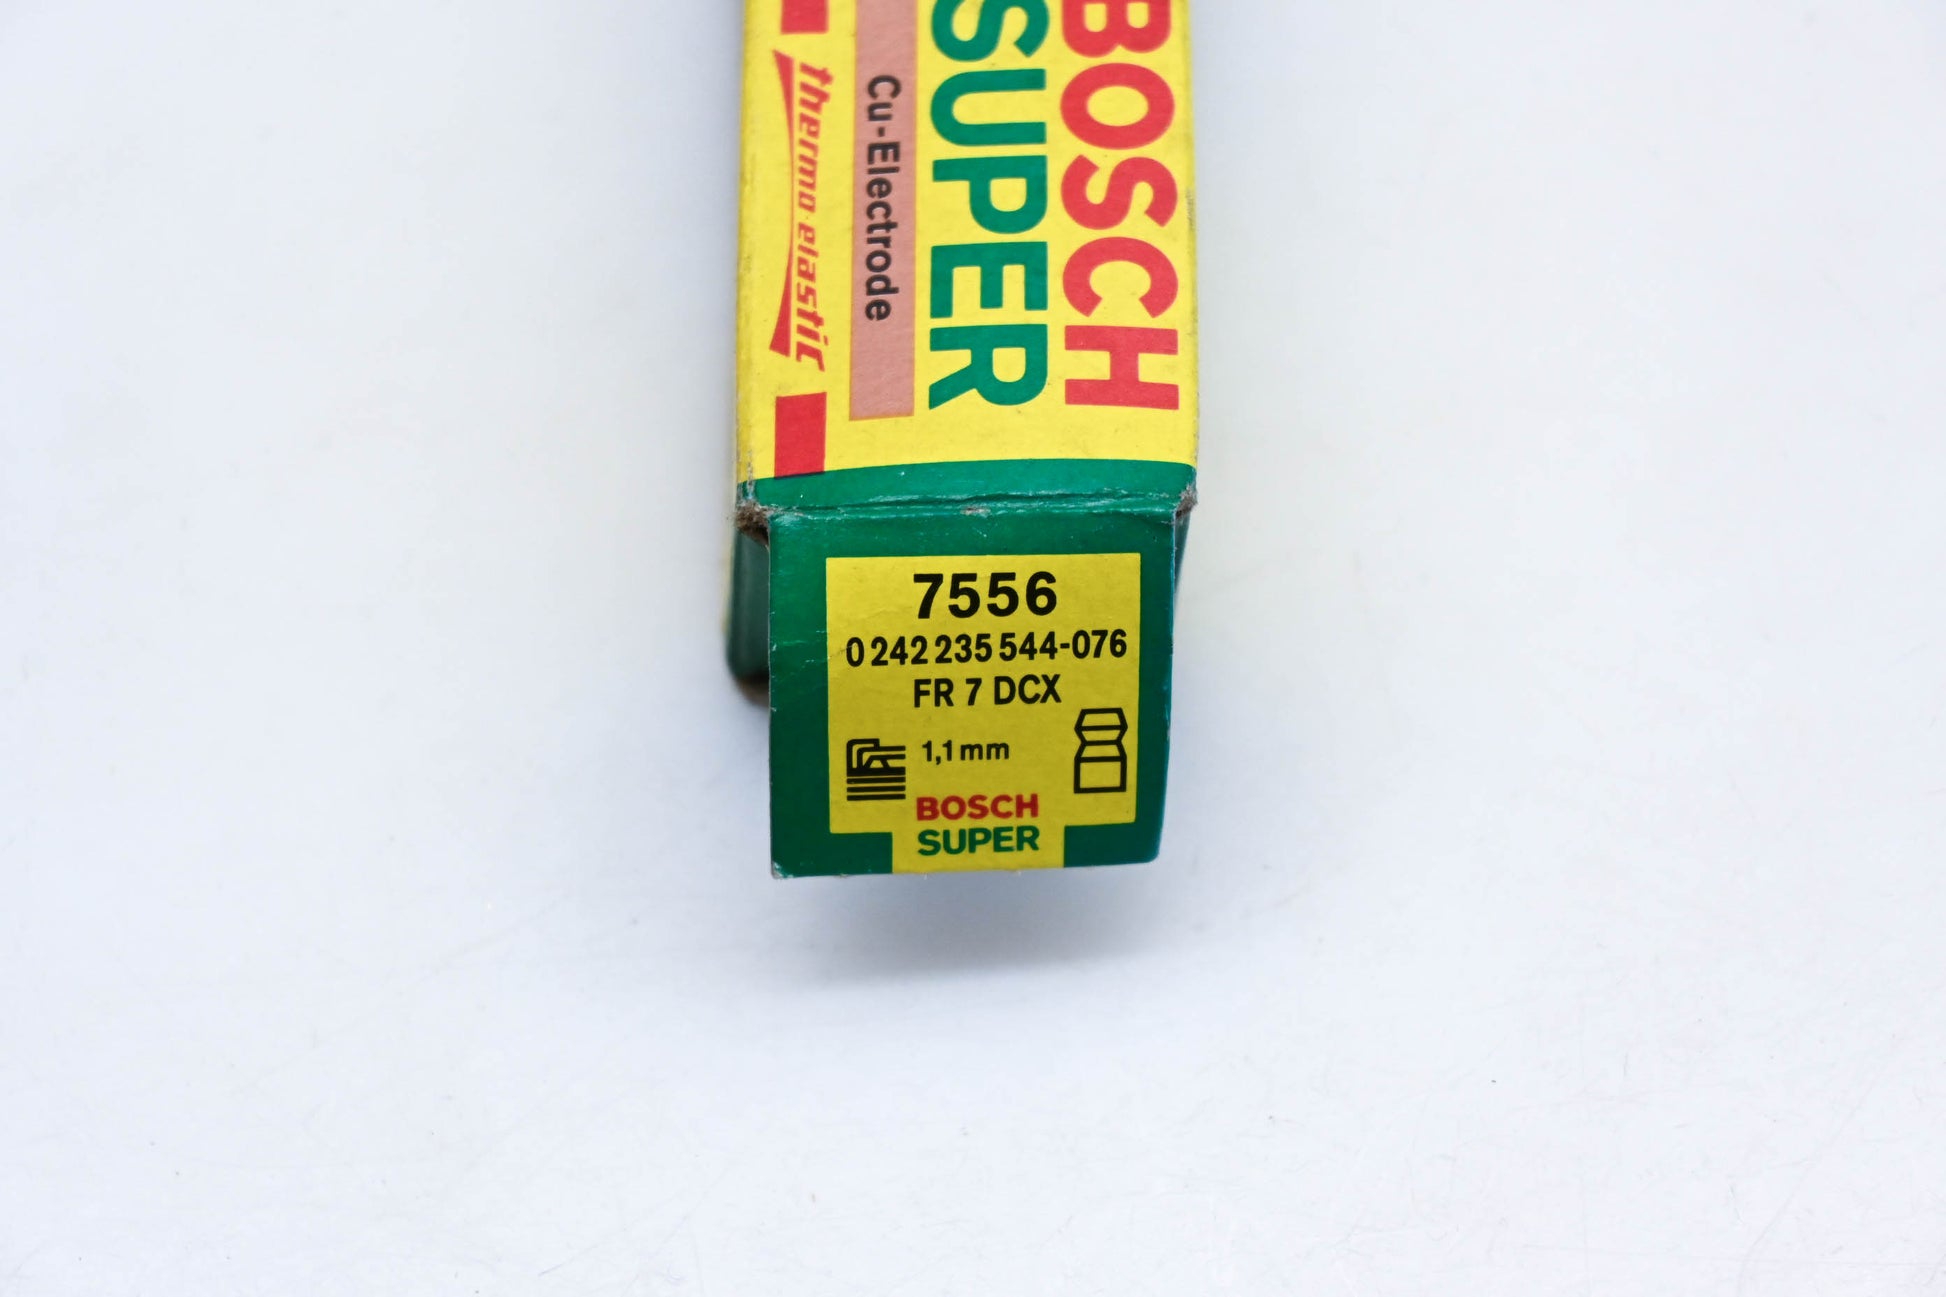 BOSCH
SUPER
Cu-Electrode
thermo-elastic
7556
0 242 235 544-076
FR 7 DCX
1,1 mm
BOSCH
SUPER